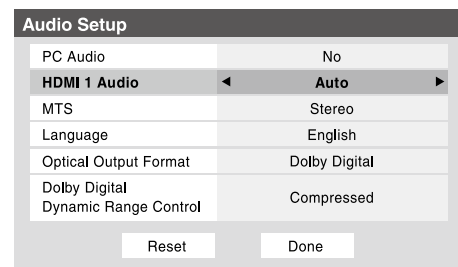 Audio Setup
PC Audio No
HDMI 1 Audio ◄ Auto ►
MTS Stereo
Language English
Optical Output Format Dolby Digital
Dolby Digital
Dynamic Range Control Compressed
Reset Done